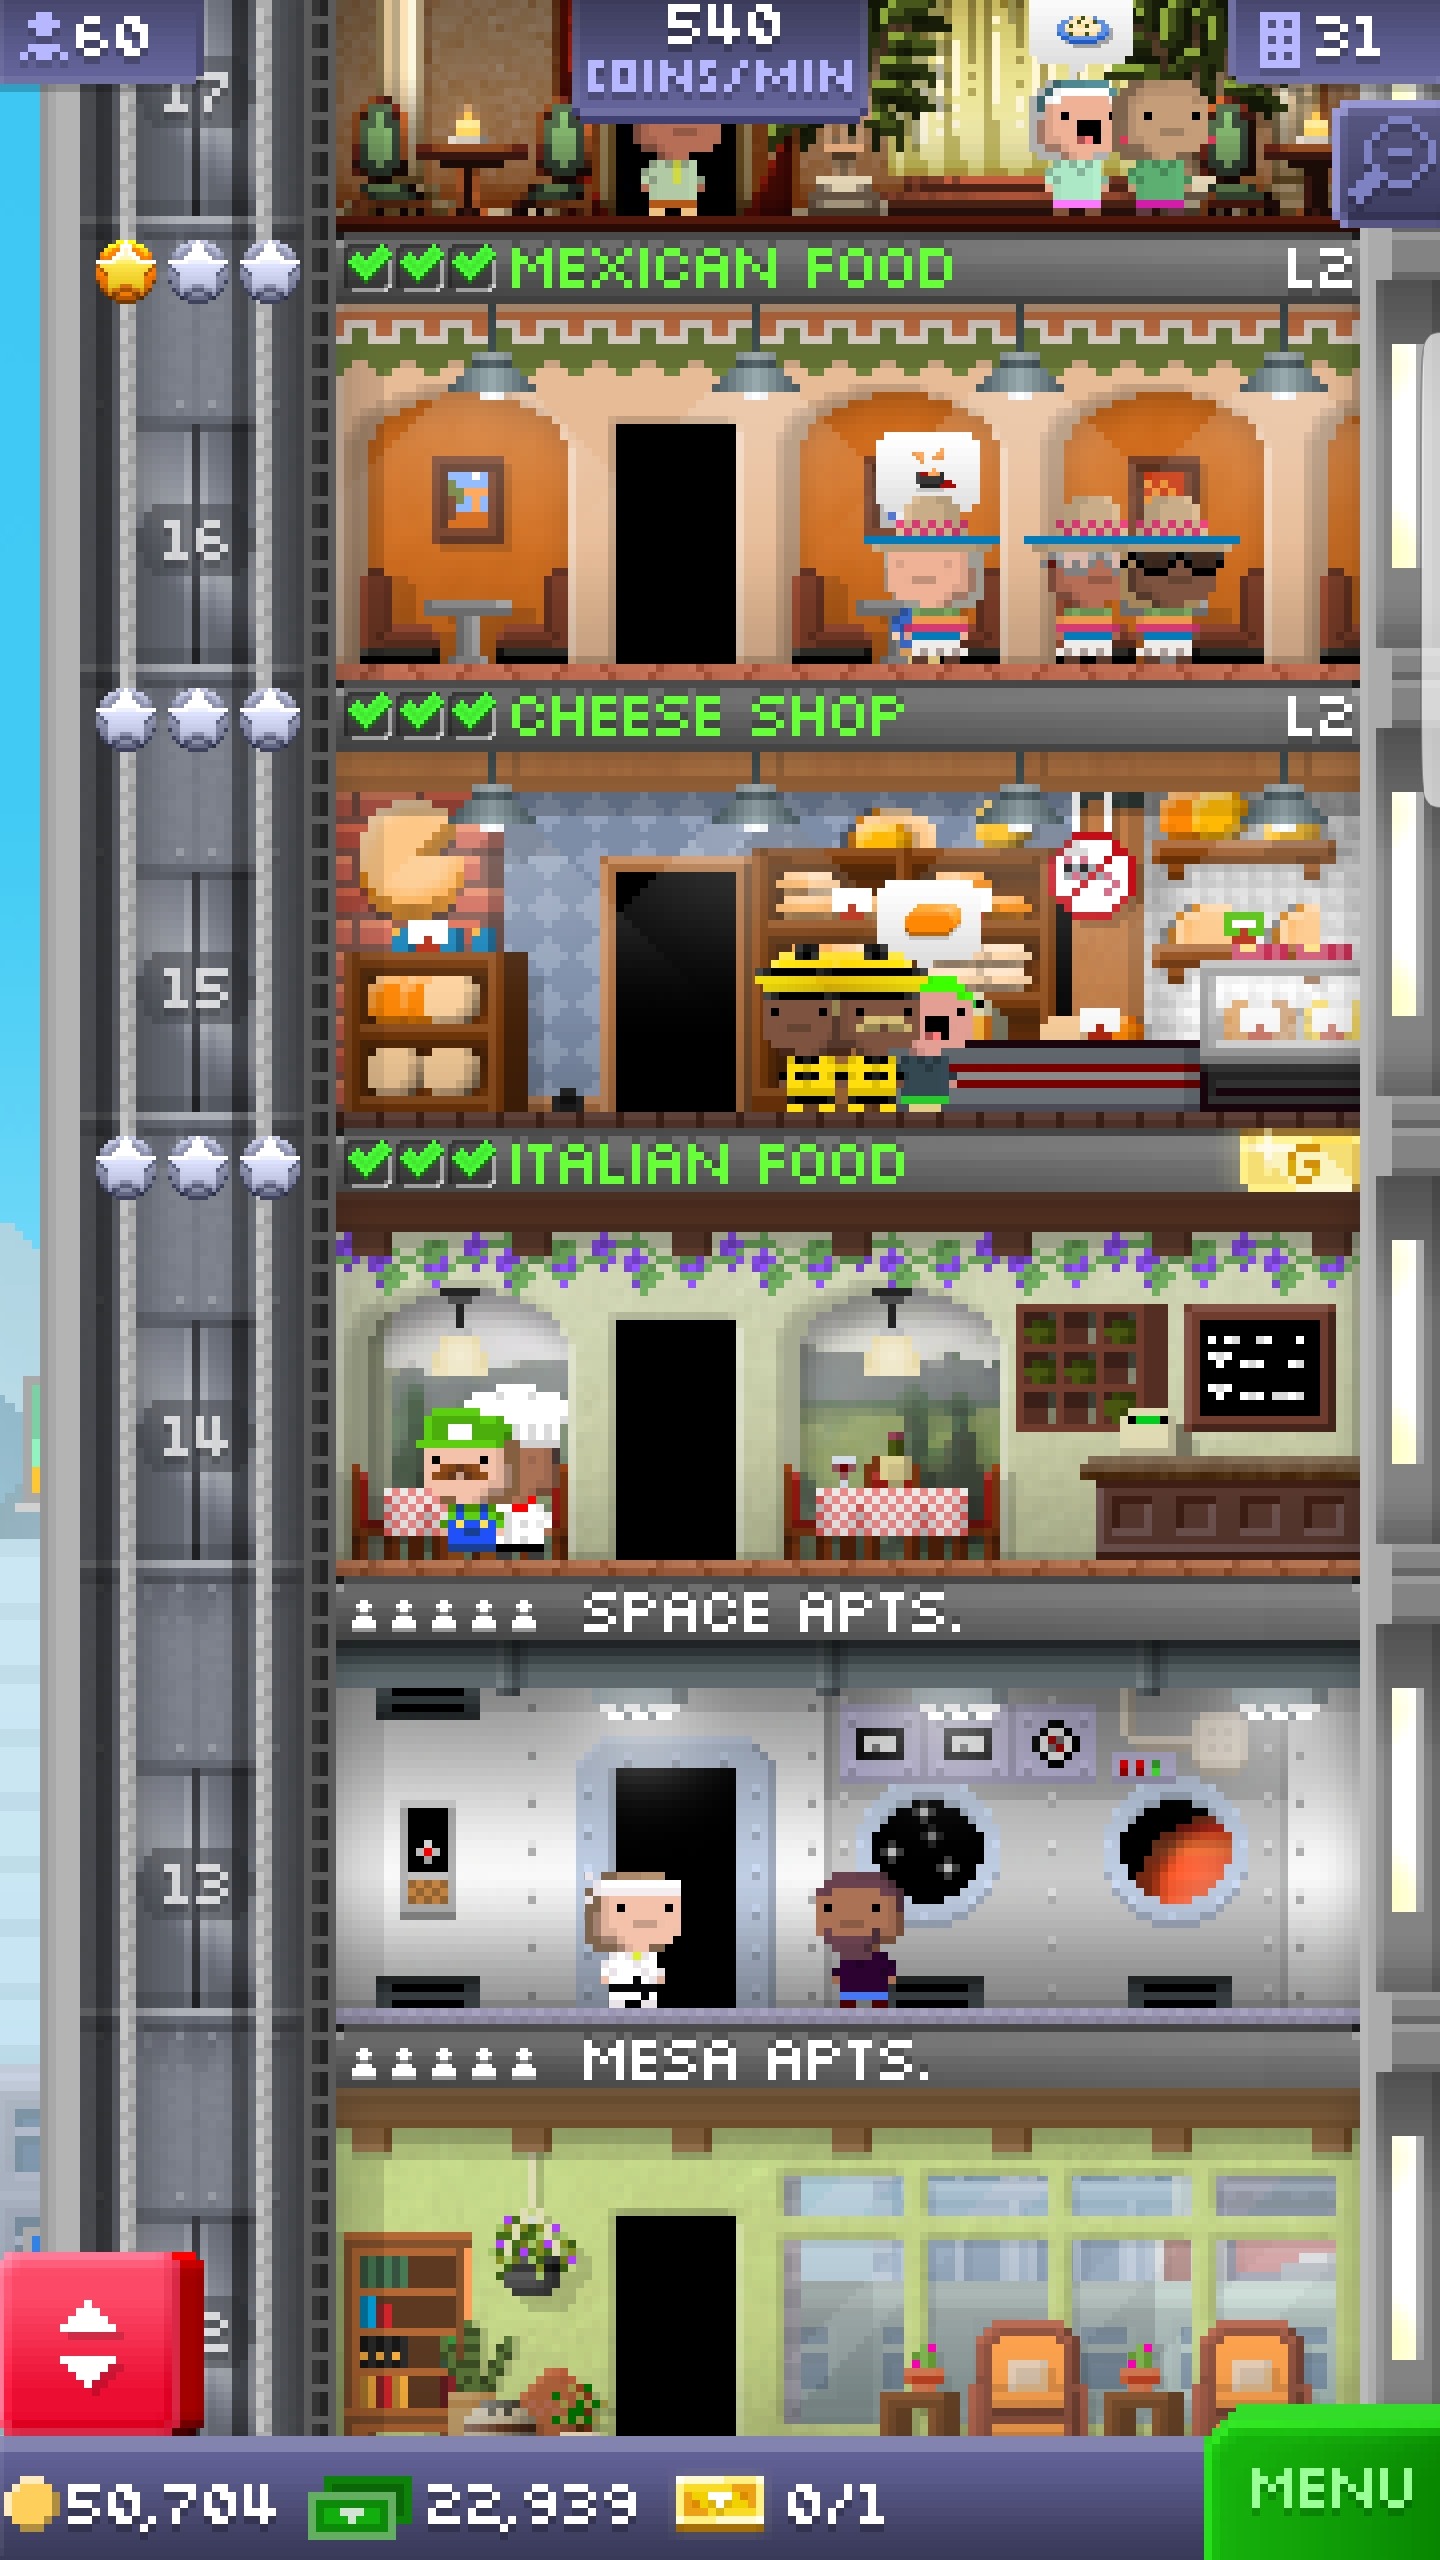 60
540
COINS/MIN
31
17
MEXICAN FOOD
L2
16
CHEESE SHOP
L2
15
ITALIAN FOOD
G
14
SPACE APTS.
13
MESA APTS.
2
50,704
22,939
0/1
MENU